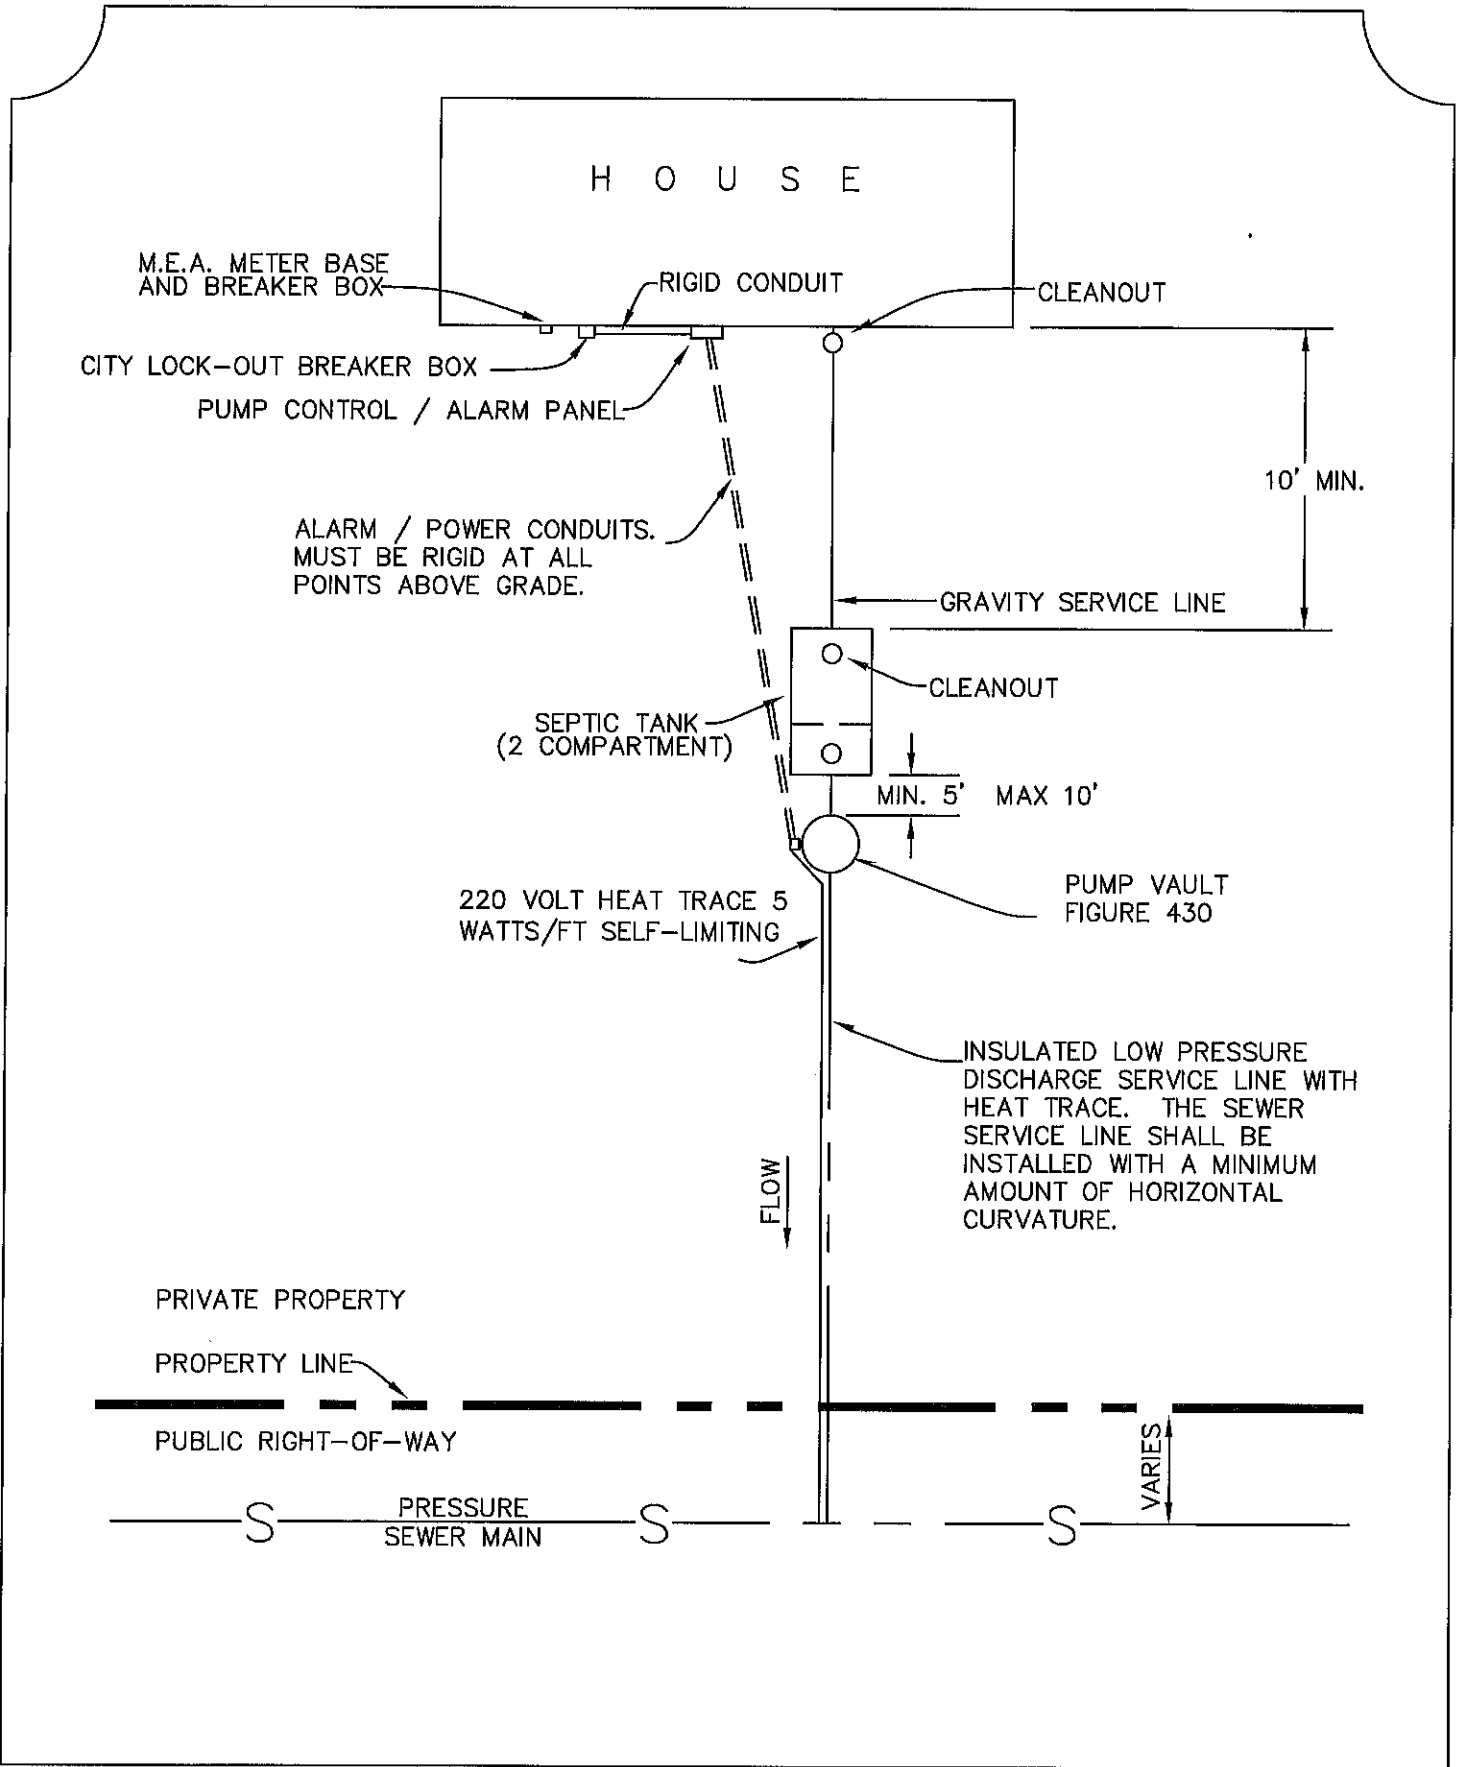 H O U S E
M.E.A. METER BASE
AND BREAKER BOX
RIGID CONDUIT
CLEANOUT
CITY LOCK-OUT BREAKER BOX
PUMP CONTROL / ALARM PANEL
10' MIN.
ALARM / POWER CONDUITS.
MUST BE RIGID AT ALL
POINTS ABOVE GRADE.
GRAVITY SERVICE LINE
CLEANOUT
SEPTIC TANK
(2 COMPARTMENT)
MIN. 5' MAX 10'
PUMP VAULT
FIGURE 430
220 VOLT HEAT TRACE 5
WATTS/FT SELF-LIMITING
INSULATED LOW PRESSURE
DISCHARGE SERVICE LINE WITH
HEAT TRACE. THE SEWER
SERVICE LINE SHALL BE
INSTALLED WITH A MINIMUM
AMOUNT OF HORIZONTAL
CURVATURE.
FLOW
PRIVATE PROPERTY
PROPERTY LINE
PUBLIC RIGHT-OF-WAY
VARIES
S PRESSURE S S
SEWER MAIN